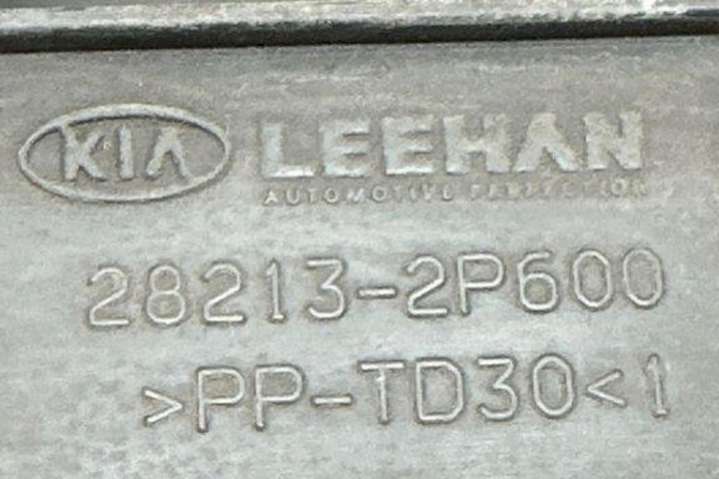 KIA LEEHAN
AUTOMOTIVE PERFECTION
28213-2P600
>PP-TD30<1